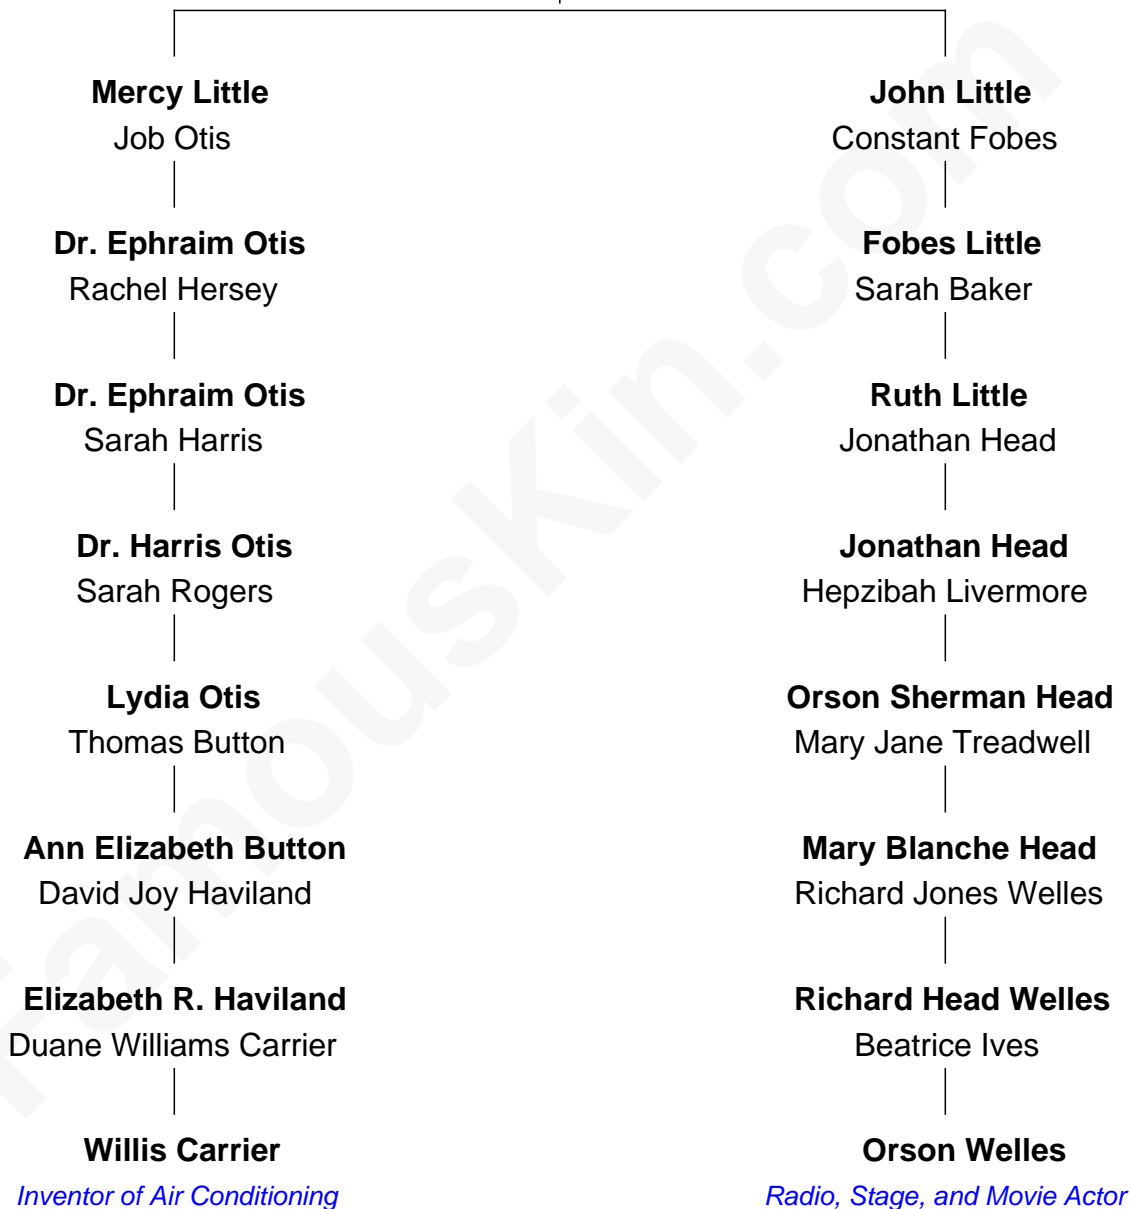 Mercy Little
Job Otis
Dr. Ephraim Otis
Rachel Hersey
Dr. Ephraim Otis
Sarah Harris
Dr. Harris Otis
Sarah Rogers
Lydia Otis
Thomas Button
Ann Elizabeth Button
David Joy Haviland
Elizabeth R. Haviland
Duane Williams Carrier
Willis Carrier
Inventor of Air Conditioning
John Little
Constant Fobes
Fobes Little
Sarah Baker
Ruth Little
Jonathan Head
Jonathan Head
Hepzibah Livermore
Orson Sherman Head
Mary Jane Treadwell
Mary Blanche Head
Richard Jones Welles
Richard Head Welles
Beatrice Ives
Orson Welles
Radio, Stage, and Movie Actor
FamousKin.com